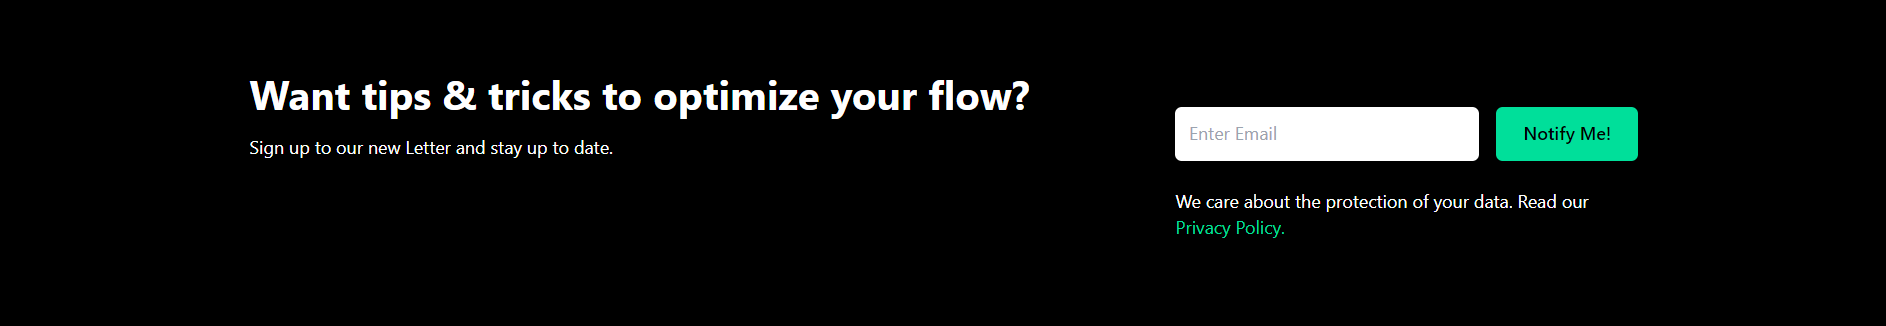 Want tips & tricks to optimize your flow?
Sign up to our new Letter and stay up to date.
Enter Email
Notify Me!
We care about the protection of your data. Read our
Privacy Policy.